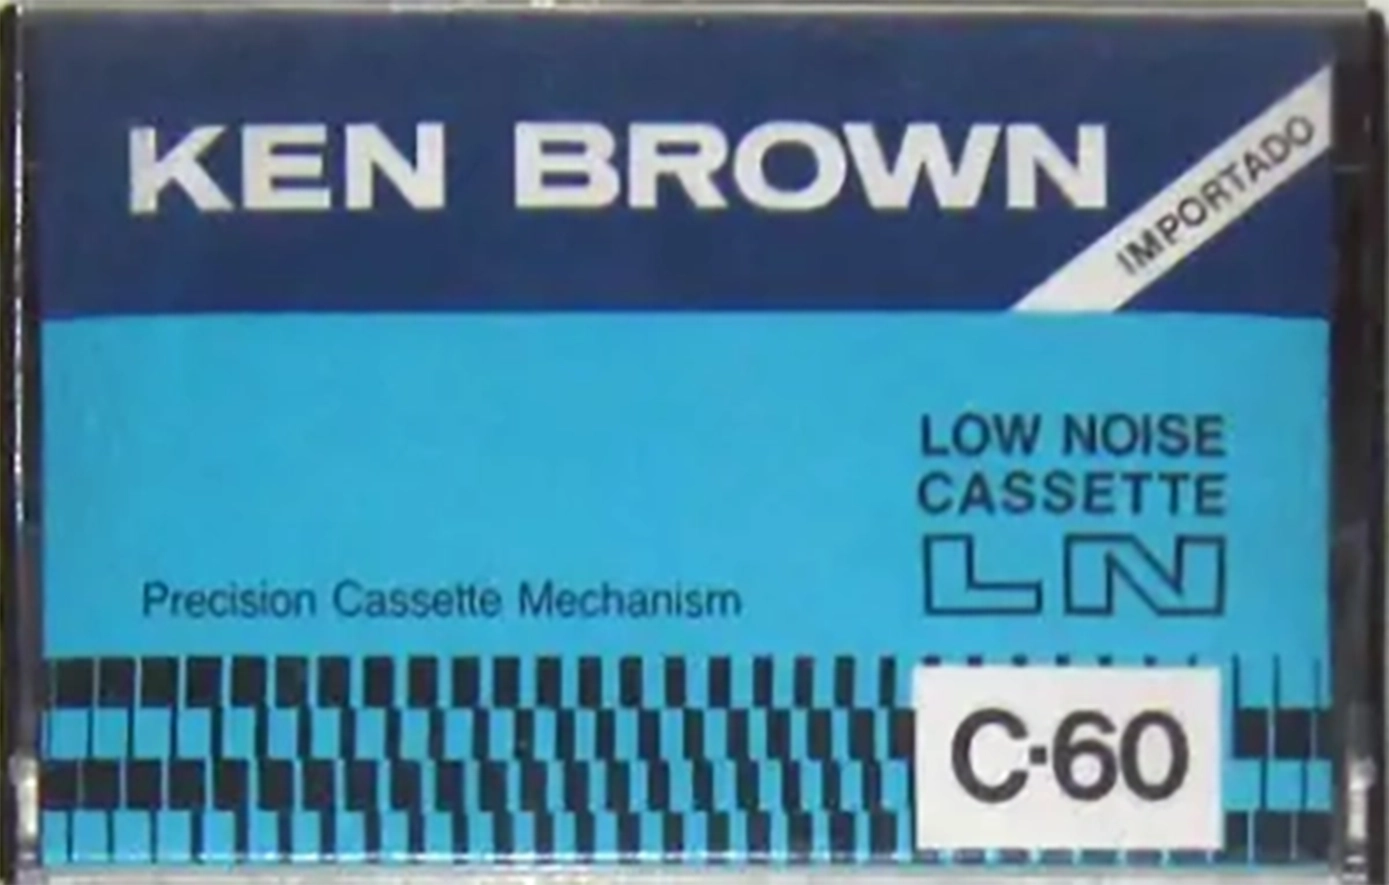 KEN BROWN
IMPORTADO
LOW NOISE
CASSETTE
LN
Precision Cassette Mechanism
C·60